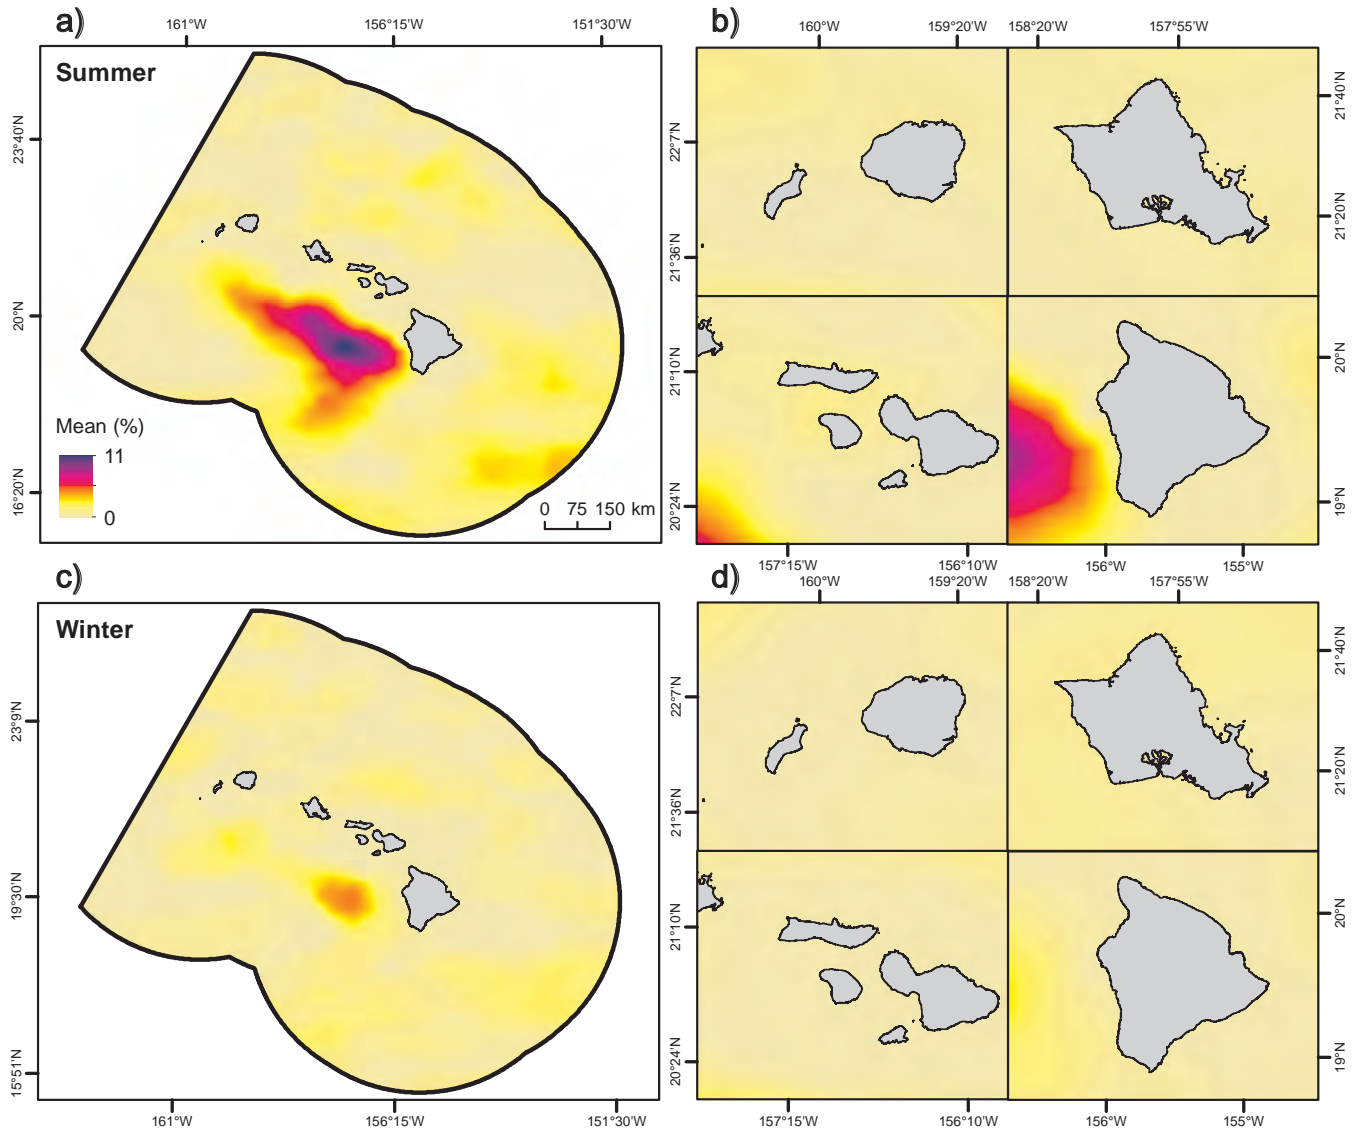 a)
161°W 156°15'W 151°30'W
Summer
23°40'N
20°N
16°20'N
Mean (%)
11
0
0 75 150 km
b)
160°W 159°20'W 158°20'W 157°55'W
22°7'N
21°36'N
21°40'N
21°20'N
21°10'N
20°24'N
20°N
19°N
157°15'W 156°10'W 156°W 155°W
c)
Winter
23°9'N
19°30'N
15°51'N
161°W 156°15'W 151°30'W
d)
160°W 159°20'W 158°20'W 157°55'W
22°7'N
21°36'N
21°40'N
21°20'N
21°10'N
20°24'N
20°N
19°N
157°15'W 156°10'W 156°W 155°W